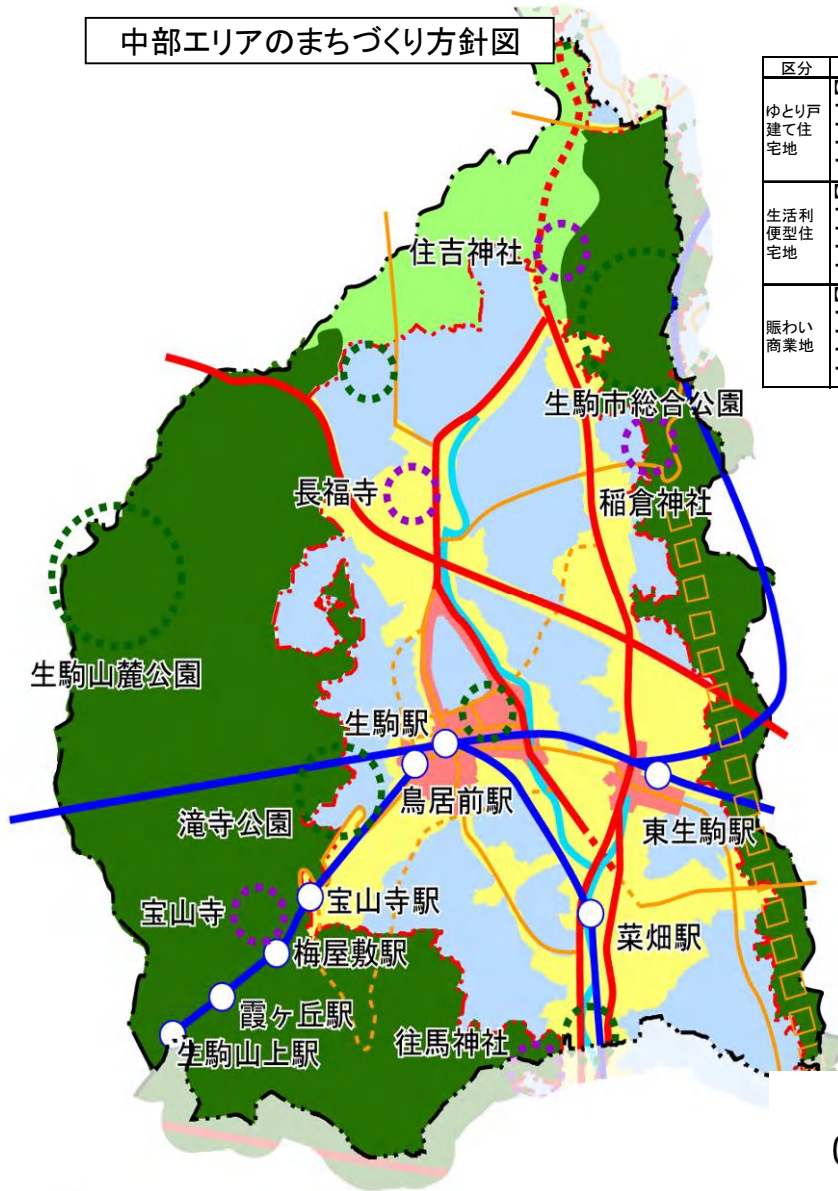 中部エリアのまちづくり方針図
区分
ゆとり戸
建て住
宅地
生活利
便型住
宅地
賑わい
商業地
住吉神社
生駒市総合公園
長福寺
稲倉神社
生駒山麓公園
生駒駅
鳥居前駅
滝寺公園
東生駒駅
宝山寺
宝山寺駅
菜畑駅
梅屋敷駅
霞ヶ丘駅
往馬神社
生駒山上駅